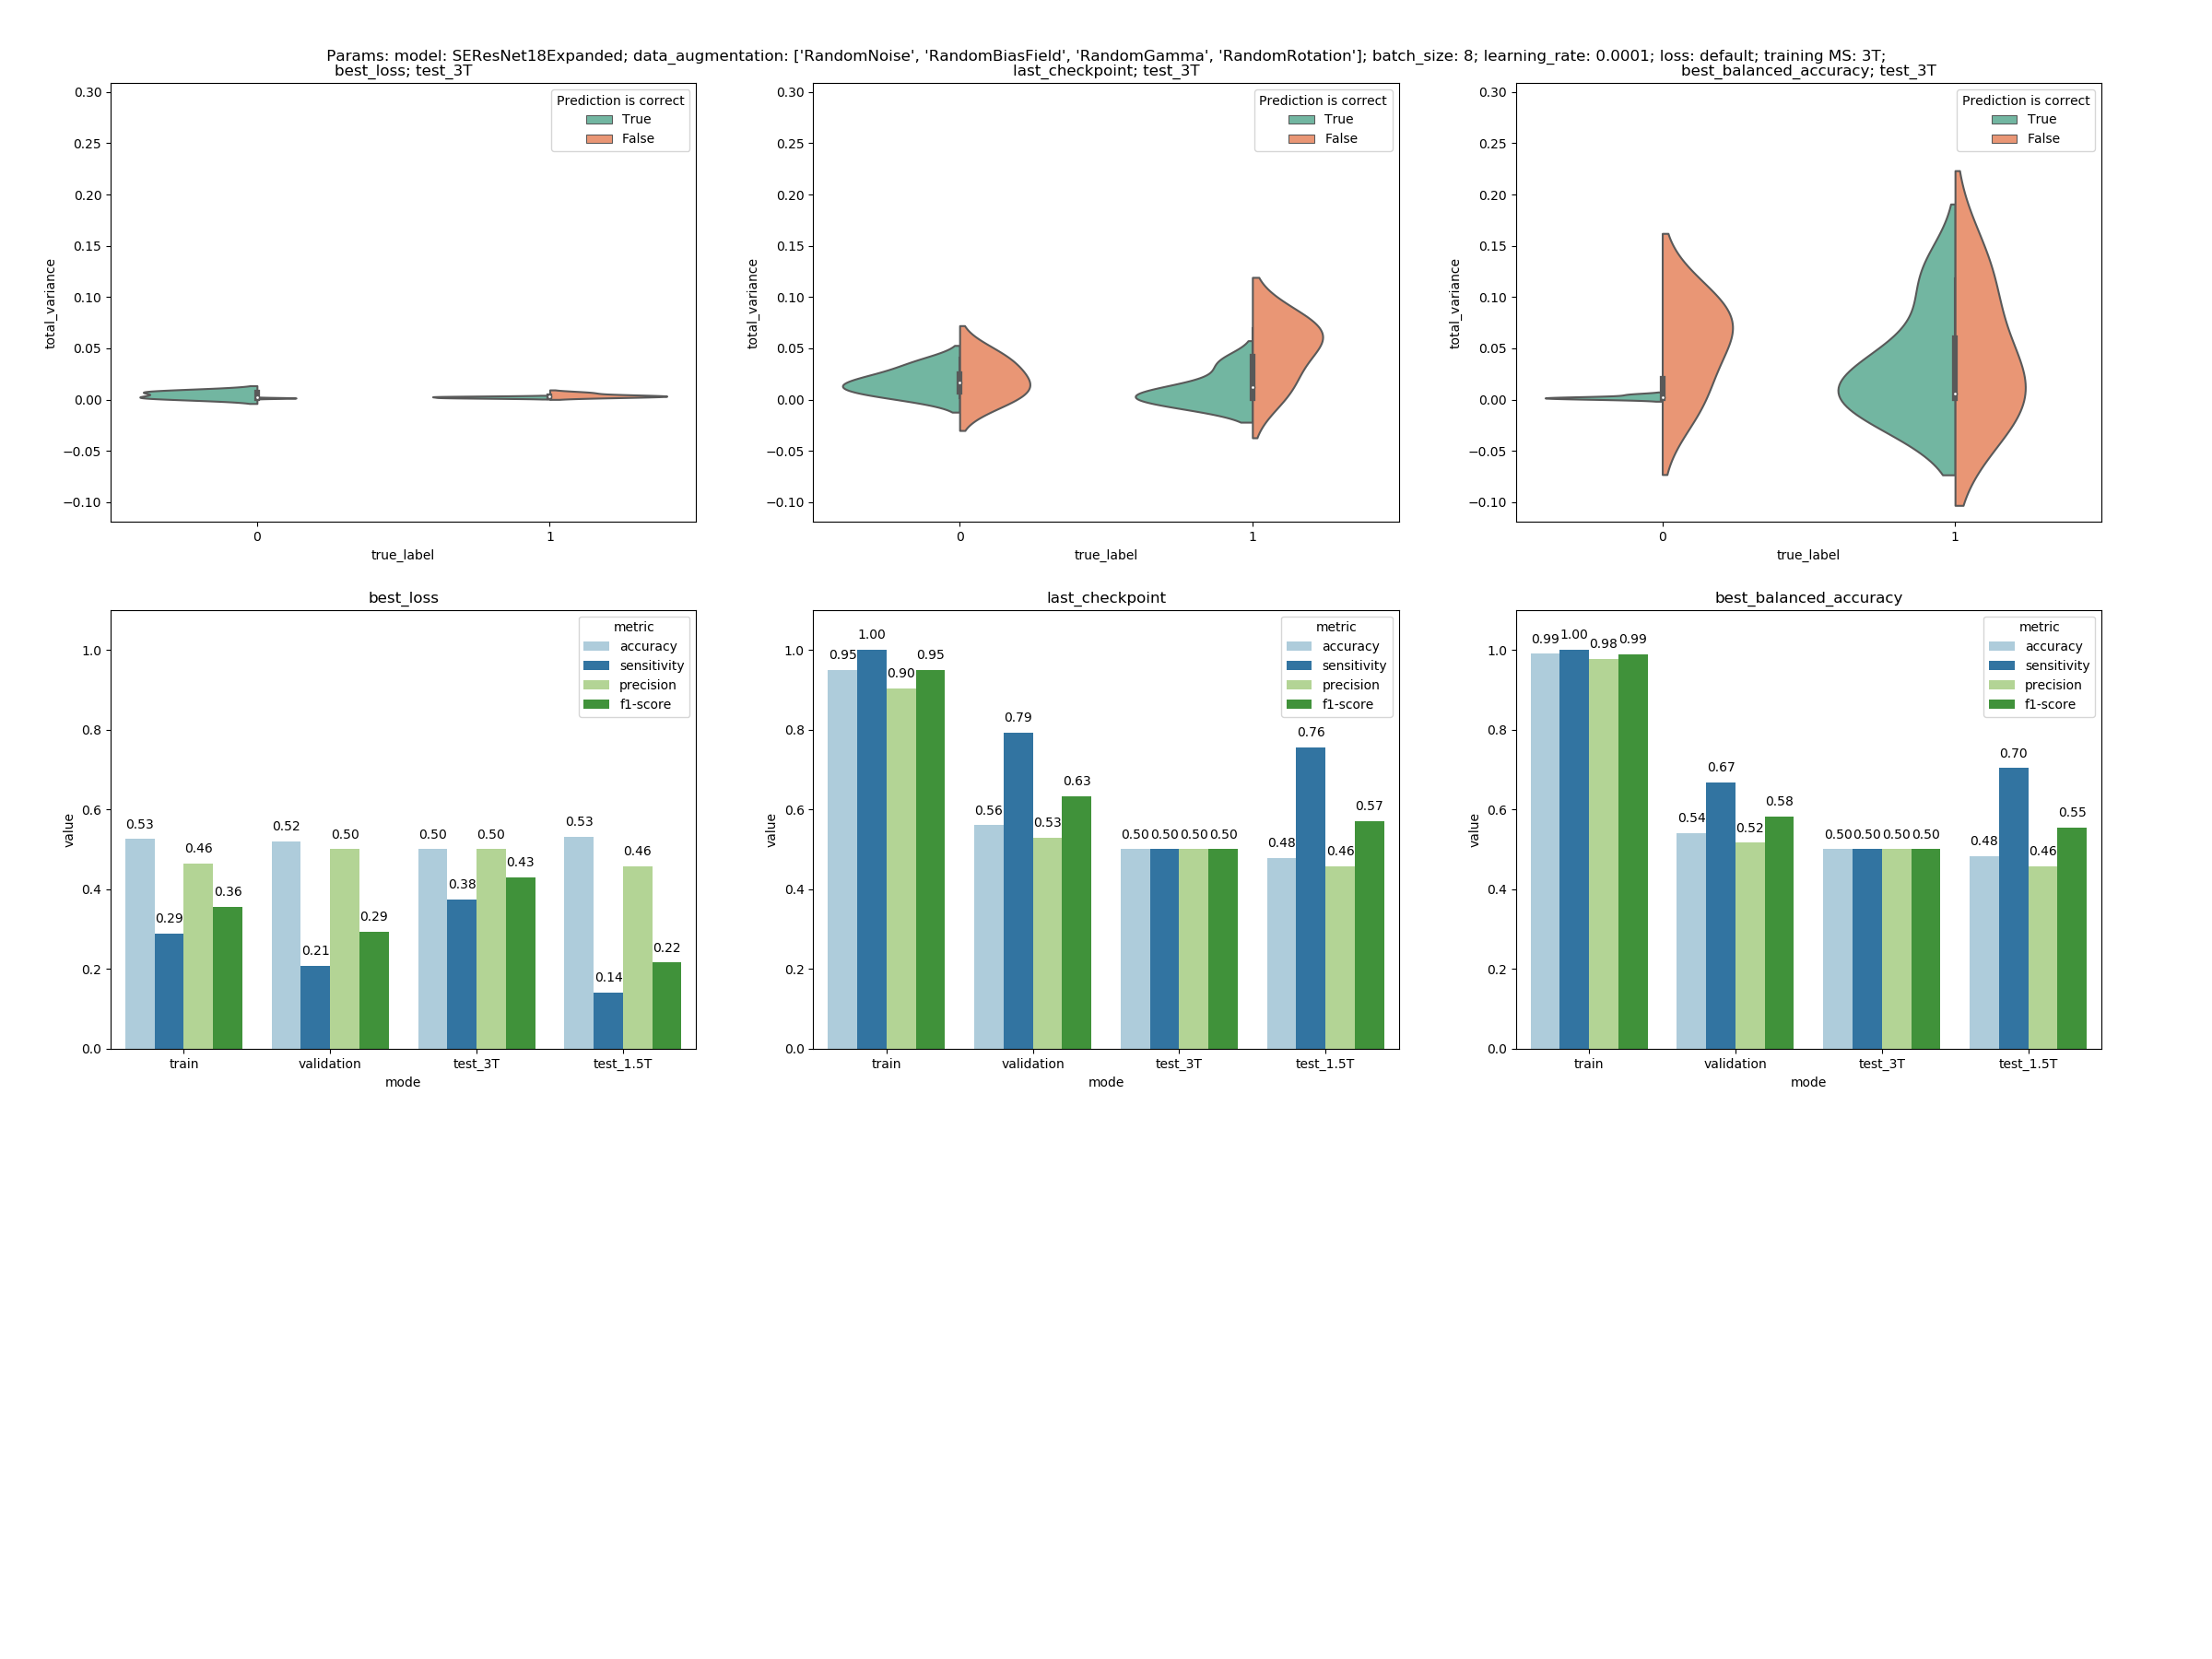 Params: model: SEResNet18Expanded; data_augmentation: ['RandomNoise', 'RandomBiasField', 'RandomGamma', 'RandomRotation']; batch_size: 8; learning_rate: 0.0001; loss: default; training MS: 3T;
best_loss; test_3T
0.30
0.25
0.20
0.15
0.10
0.05
0.00
−0.05
−0.10
total_variance
Prediction is correct
True
False
0 1
true_label
last_checkpoint; test_3T
0.30
0.25
0.20
0.15
0.10
0.05
0.00
−0.05
−0.10
total_variance
Prediction is correct
True
False
0 1
true_label
best_balanced_accuracy; test_3T
0.30
0.25
0.20
0.15
0.10
0.05
0.00
−0.05
−0.10
total_variance
Prediction is correct
True
False
0 1
true_label
best_loss
1.0
0.8
0.6
0.4
0.2
0.0
value
metric
accuracy
sensitivity
precision
f1-score
0.53 0.29 0.46 0.36
0.52 0.21 0.50 0.29
0.50 0.38 0.50 0.43
0.53 0.14 0.46 0.22
train validation test_3T test_1.5T
mode
last_checkpoint
1.0
0.8
0.6
0.4
0.2
0.0
value
metric
accuracy
sensitivity
precision
f1-score
0.95 1.00 0.90 0.95
0.56 0.79 0.53 0.63
0.50 0.50 0.50 0.50
0.48 0.76 0.46 0.57
train validation test_3T test_1.5T
mode
best_balanced_accuracy
1.0
0.8
0.6
0.4
0.2
0.0
value
metric
accuracy
sensitivity
precision
f1-score
0.99 1.00 0.98 0.99
0.54 0.67 0.52 0.58
0.50 0.50 0.50 0.50
0.48 0.70 0.46 0.55
train validation test_3T test_1.5T
mode